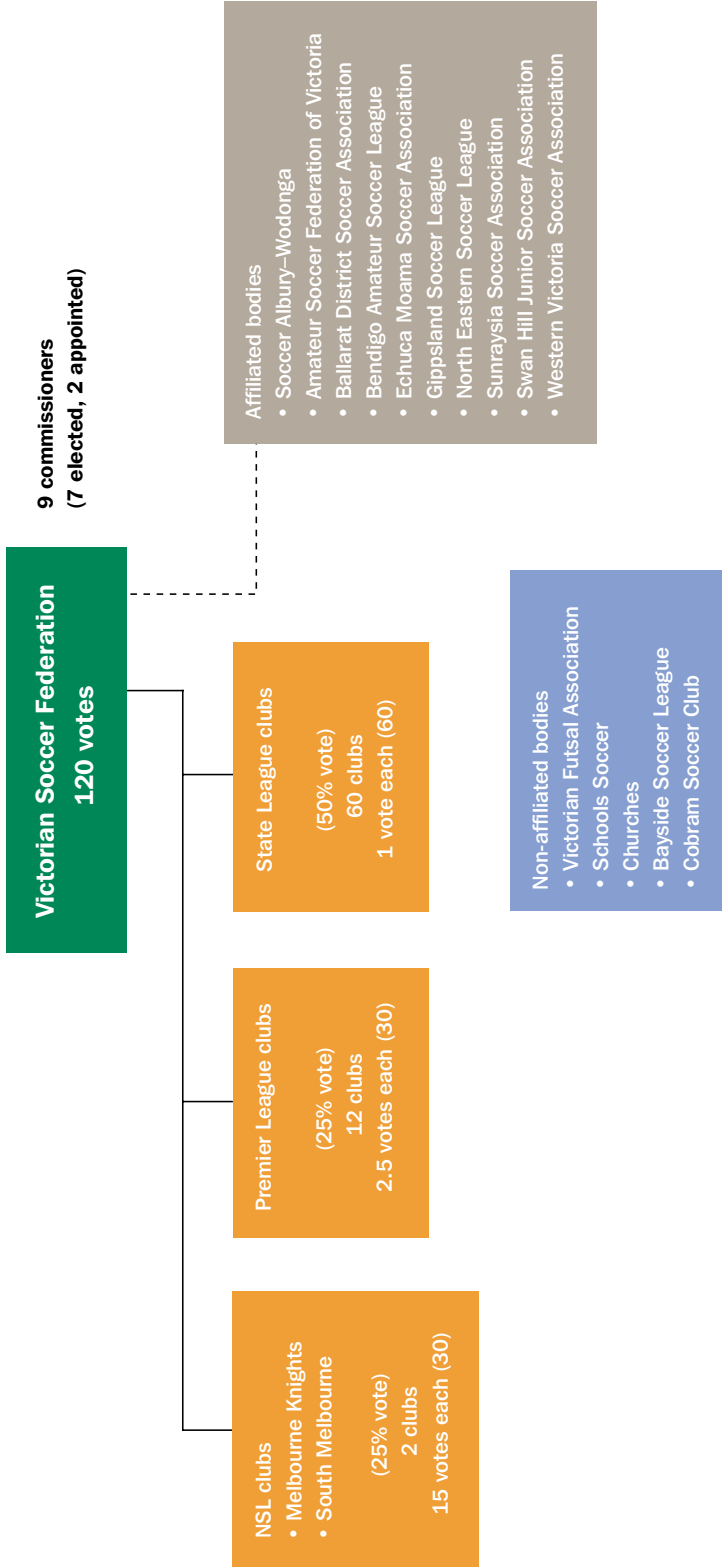 Victorian Soccer Federation
120 votes
9 commissioners
(7 elected, 2 appointed)
NSL clubs
• Melbourne Knights
• South Melbourne
(25% vote)
2 clubs
15 votes each (30)
Premier League clubs
(25% vote)
12 clubs
2.5 votes each (30)
State League clubs
(50% vote)
60 clubs
1 vote each (60)
Affiliated bodies
• Soccer Albury–Wodonga
• Amateur Soccer Federation of Victoria
• Ballarat District Soccer Association
• Bendigo Amateur Soccer League
• Echuca Moama Soccer Association
• Gippsland Soccer League
• North Eastern Soccer League
• Sunraysia Soccer Association
• Swan Hill Junior Soccer Association
• Western Victoria Soccer Association
Non-affiliated bodies
• Victorian Futsal Association
• Schools Soccer
• Churches
• Bayside Soccer League
• Cobram Soccer Club